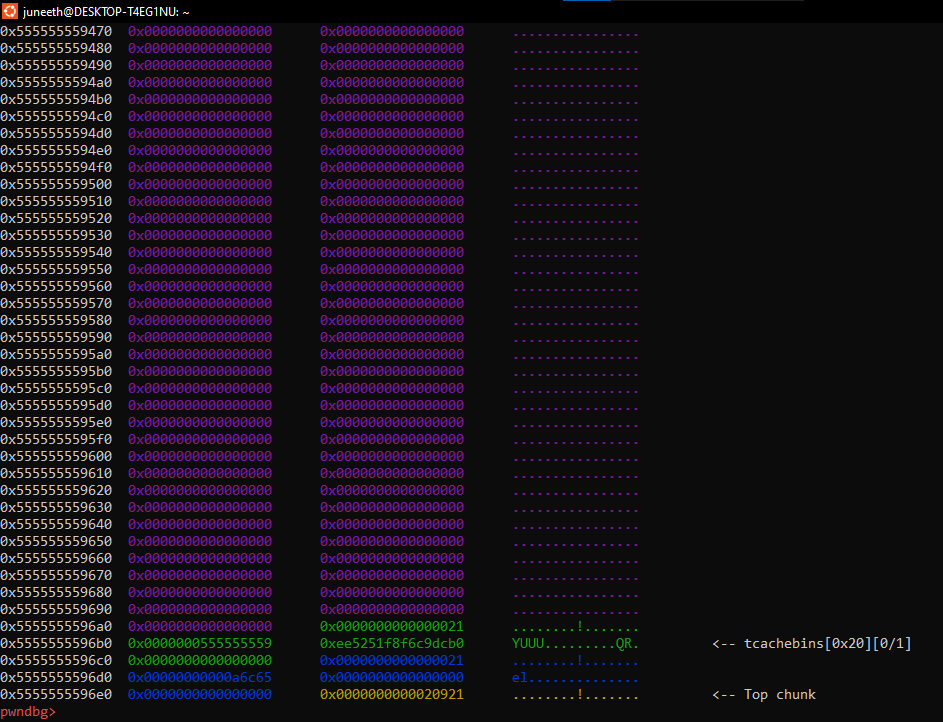 juneeth@DESKTOP-T4EG1NU: ~
0x555555559470 0x0000000000000000 0x0000000000000000 ................
0x555555559480 0x0000000000000000 0x0000000000000000 ................
0x555555559490 0x0000000000000000 0x0000000000000000 ................
0x5555555594a0 0x0000000000000000 0x0000000000000000 ................
0x5555555594b0 0x0000000000000000 0x0000000000000000 ................
0x5555555594c0 0x0000000000000000 0x0000000000000000 ................
0x5555555594d0 0x0000000000000000 0x0000000000000000 ................
0x5555555594e0 0x0000000000000000 0x0000000000000000 ................
0x5555555594f0 0x0000000000000000 0x0000000000000000 ................
0x555555559500 0x0000000000000000 0x0000000000000000 ................
0x555555559510 0x0000000000000000 0x0000000000000000 ................
0x555555559520 0x0000000000000000 0x0000000000000000 ................
0x555555559530 0x0000000000000000 0x0000000000000000 ................
0x555555559540 0x0000000000000000 0x0000000000000000 ................
0x555555559550 0x0000000000000000 0x0000000000000000 ................
0x555555559560 0x0000000000000000 0x0000000000000000 ................
0x555555559570 0x0000000000000000 0x0000000000000000 ................
0x555555559580 0x0000000000000000 0x0000000000000000 ................
0x555555559590 0x0000000000000000 0x0000000000000000 ................
0x5555555595a0 0x0000000000000000 0x0000000000000000 ................
0x5555555595b0 0x0000000000000000 0x0000000000000000 ................
0x5555555595c0 0x0000000000000000 0x0000000000000000 ................
0x5555555595d0 0x0000000000000000 0x0000000000000000 ................
0x5555555595e0 0x0000000000000000 0x0000000000000000 ................
0x5555555595f0 0x0000000000000000 0x0000000000000000 ................
0x555555559600 0x0000000000000000 0x0000000000000000 ................
0x555555559610 0x0000000000000000 0x0000000000000000 ................
0x555555559620 0x0000000000000000 0x0000000000000000 ................
0x555555559630 0x0000000000000000 0x0000000000000000 ................
0x555555559640 0x0000000000000000 0x0000000000000000 ................
0x555555559650 0x0000000000000000 0x0000000000000000 ................
0x555555559660 0x0000000000000000 0x0000000000000000 ................
0x555555559670 0x0000000000000000 0x0000000000000000 ................
0x555555559680 0x0000000000000000 0x0000000000000000 ................
0x555555559690 0x0000000000000000 0x0000000000000000 ................
0x5555555596a0 0x0000000000000000 0x0000000000000021 ........!.......
0x5555555596b0 0x0000000555555559 0xee5251f8f6c9dcb0 YUUU.........QR. <-- tcachebins[0x20][0/1]
0x5555555596c0 0x0000000000000000 0x0000000000000021 ........!.......
0x5555555596d0 0x00000000000a6c65 0x0000000000000000 el..............
0x5555555596e0 0x0000000000000000 0x0000000000020921 ........!....... <-- Top chunk
pwndbg>